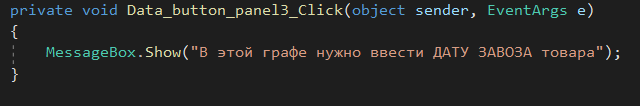 private void Data_button_panel3_Click(object sender, EventArgs e)
{
MessageBox.Show("В этой графе нужно ввести ДАТУ ЗАВОЗА товара");
}